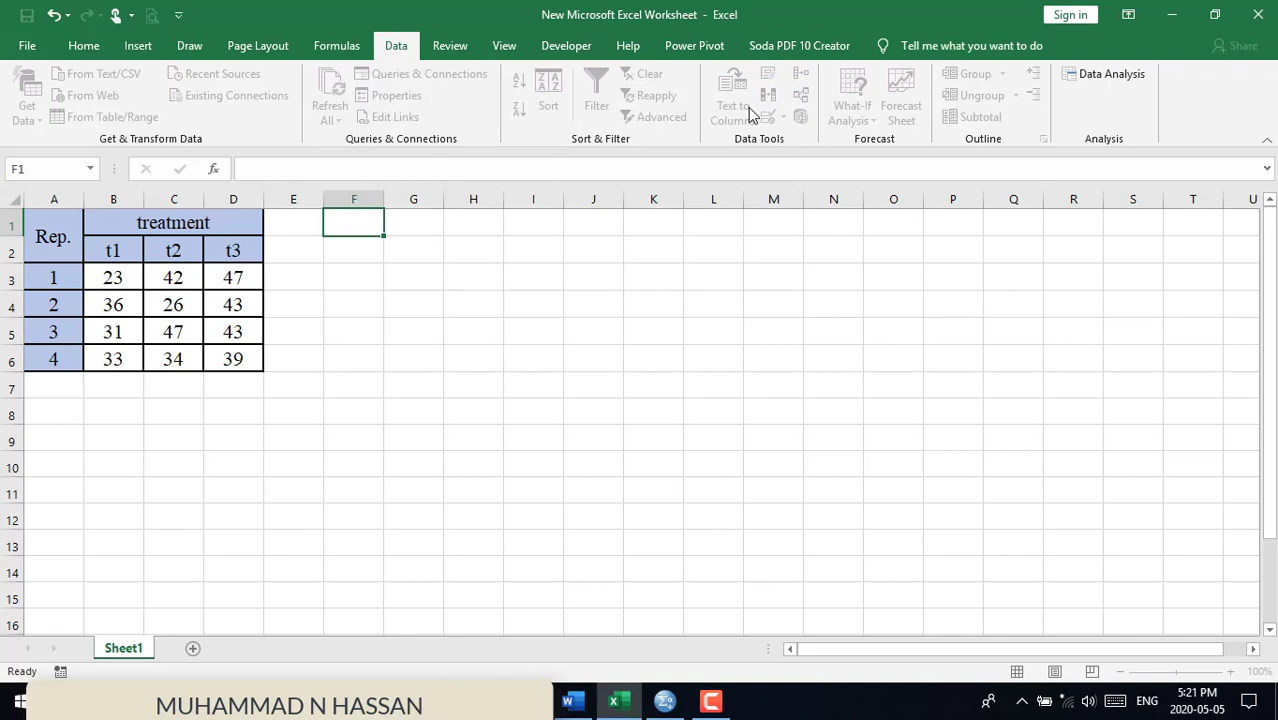 New Microsoft Excel Worksheet - Excel
Sign in
File Home Insert Draw Page Layout Formulas Data Review View Developer Help Power Pivot Soda PDF 10 Creator Tell me what you want to do Share
Get Data
From Text/CSV
From Web
From Table/Range
Recent Sources
Existing Connections
Get & Transform Data
Refresh All
Queries & Connections
Properties
Edit Links
Queries & Connections
Sort
Filter
Clear
Reapply
Advanced
Sort & Filter
Text to
Columns
Data Tools
What-If
Analysis
Forecast
Sheet
Forecast
Group
Ungroup
Subtotal
Outline
Data Analysis
Analysis
F1
fx
A B C D E F G H I J K L M N O P Q R S T U
1 Rep. treatment
2 t1 t2 t3
3 1 23 42 47
4 2 36 26 43
5 3 31 47 43
6 4 33 34 39
7
8
9
10
11
12
13
14
15
16
Sheet1
Ready
100%
MUHAMMAD N HASSAN
ENG
5:21 PM
2020-05-05